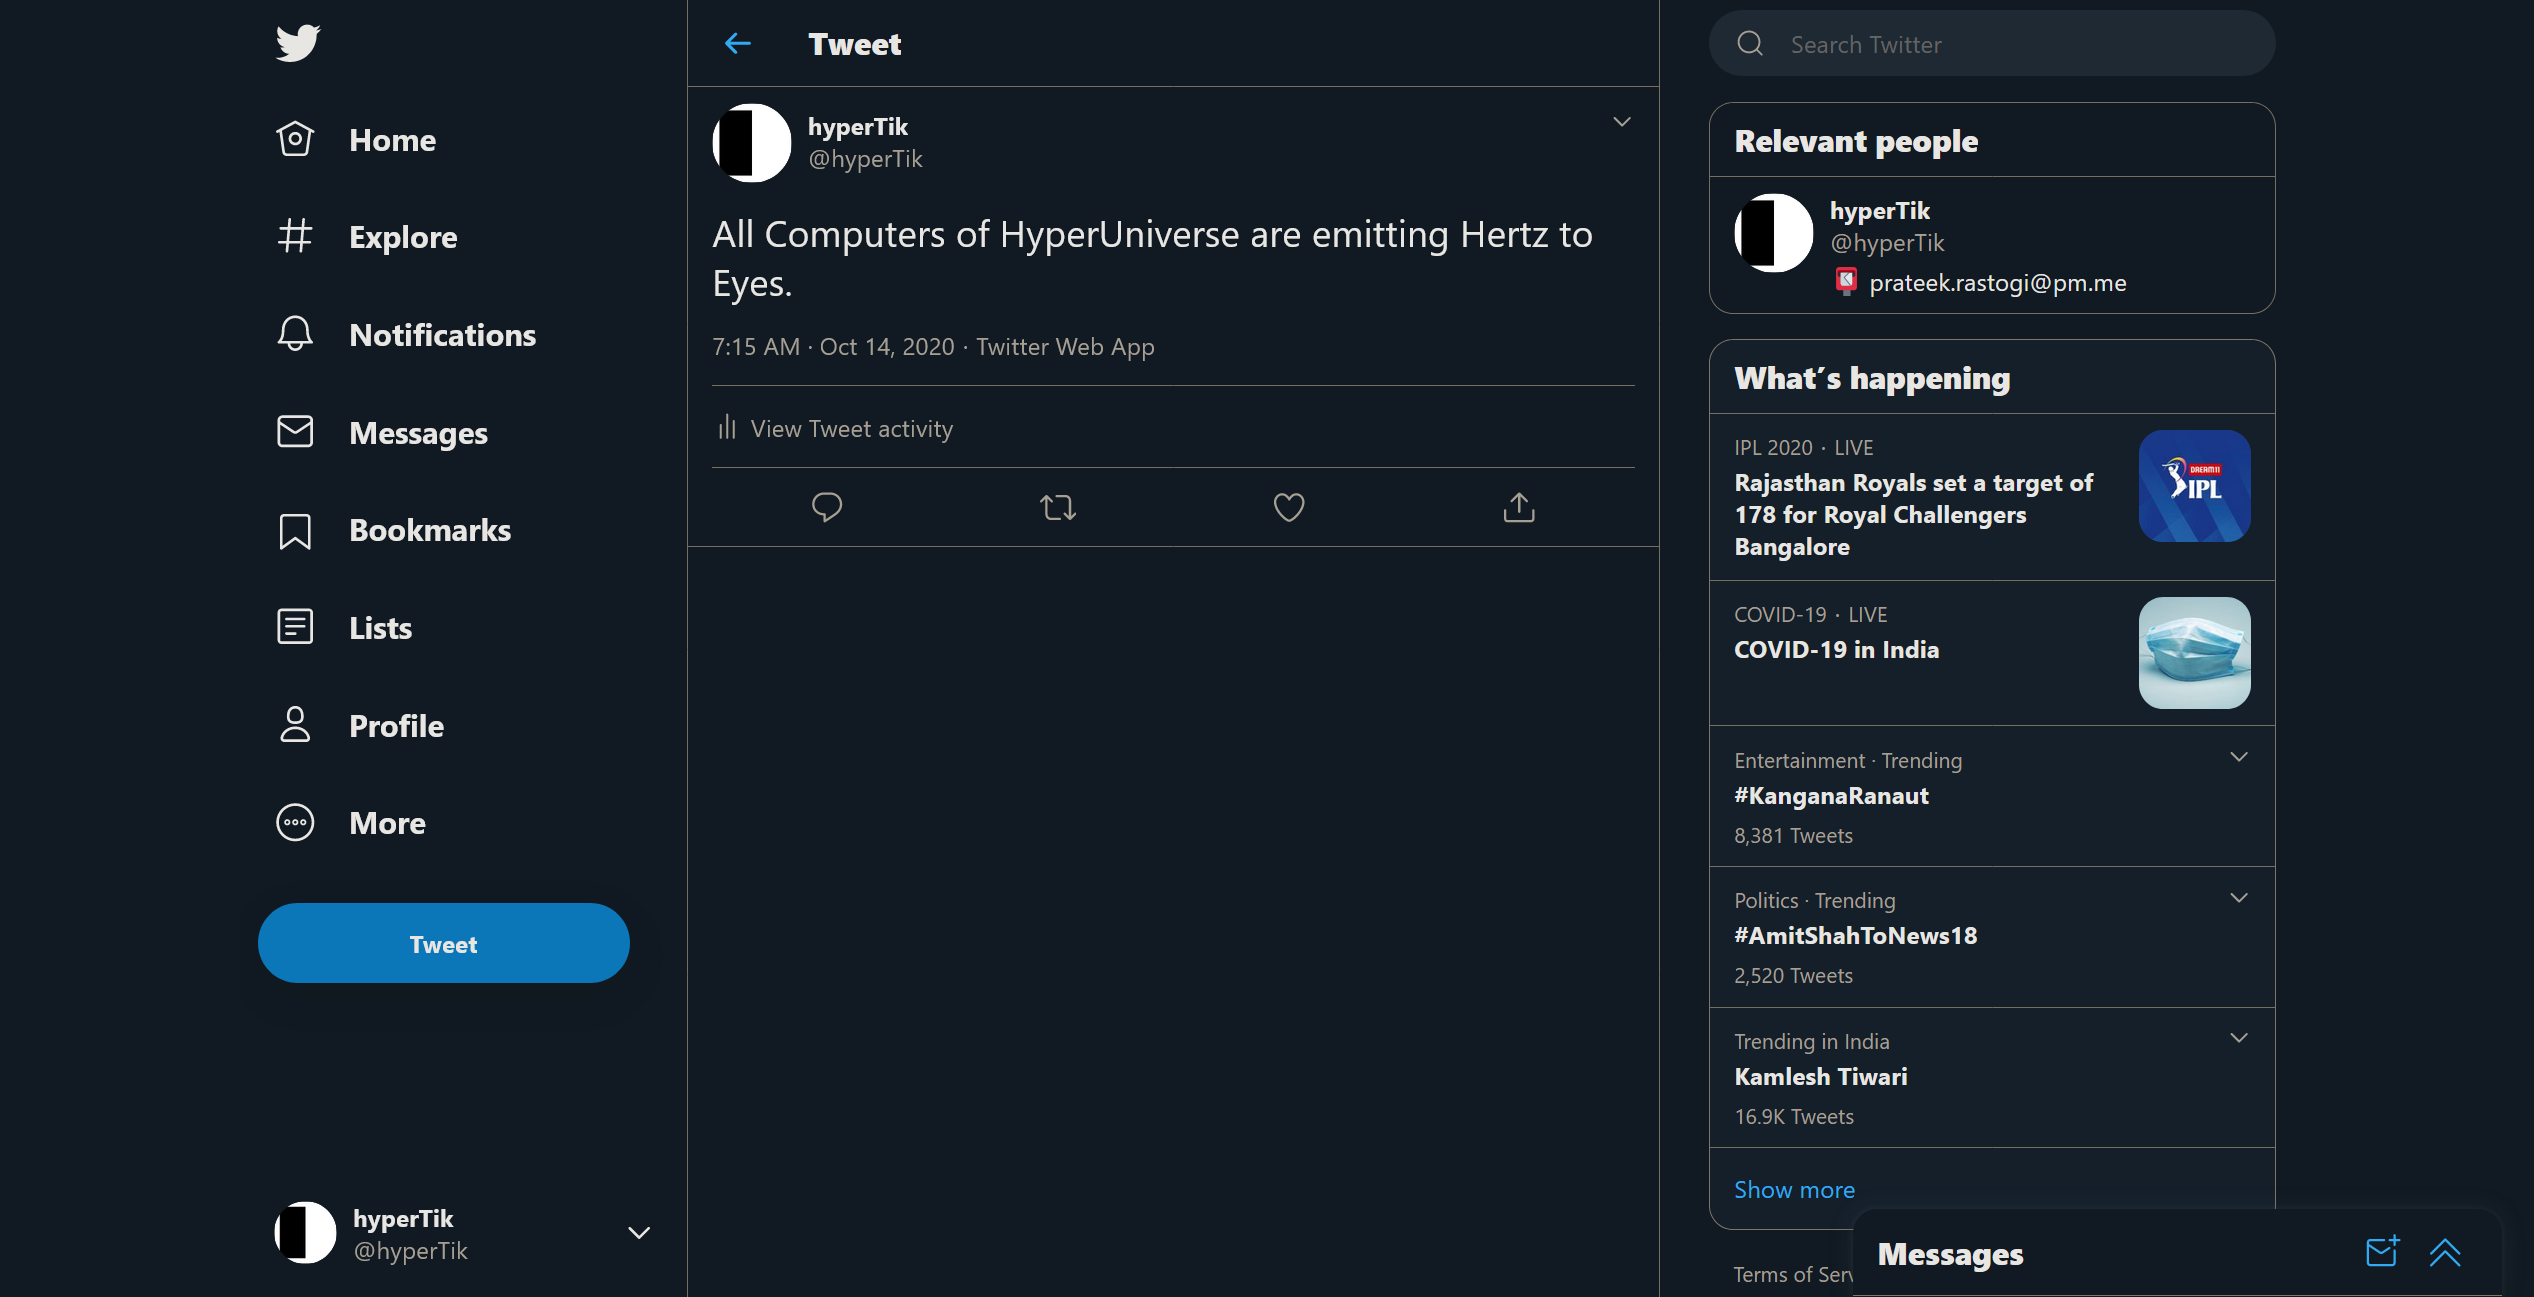 Home
Explore
Notifications
Messages
Bookmarks
Lists
Profile
More
Tweet
hyperTik
@hyperTik
Tweet
hyperTik
@hyperTik
All Computers of HyperUniverse are emitting Hertz to
Eyes.
7:15 AM · Oct 14, 2020 · Twitter Web App
View Tweet activity
Search Twitter
Relevant people
hyperTik
@hyperTik
prateek.rastogi@pm.me
What's happening
IPL 2020 · LIVE
Rajasthan Royals set a target of
178 for Royal Challengers
Bangalore
DREAM11
IPL
COVID-19 · LIVE
COVID-19 in India
Entertainment · Trending
#KanganaRanaut
8,381 Tweets
Politics · Trending
#AmitShahToNews18
2,520 Tweets
Trending in India
Kamlesh Tiwari
16.9K Tweets
Show more
Terms of Serv
Messages